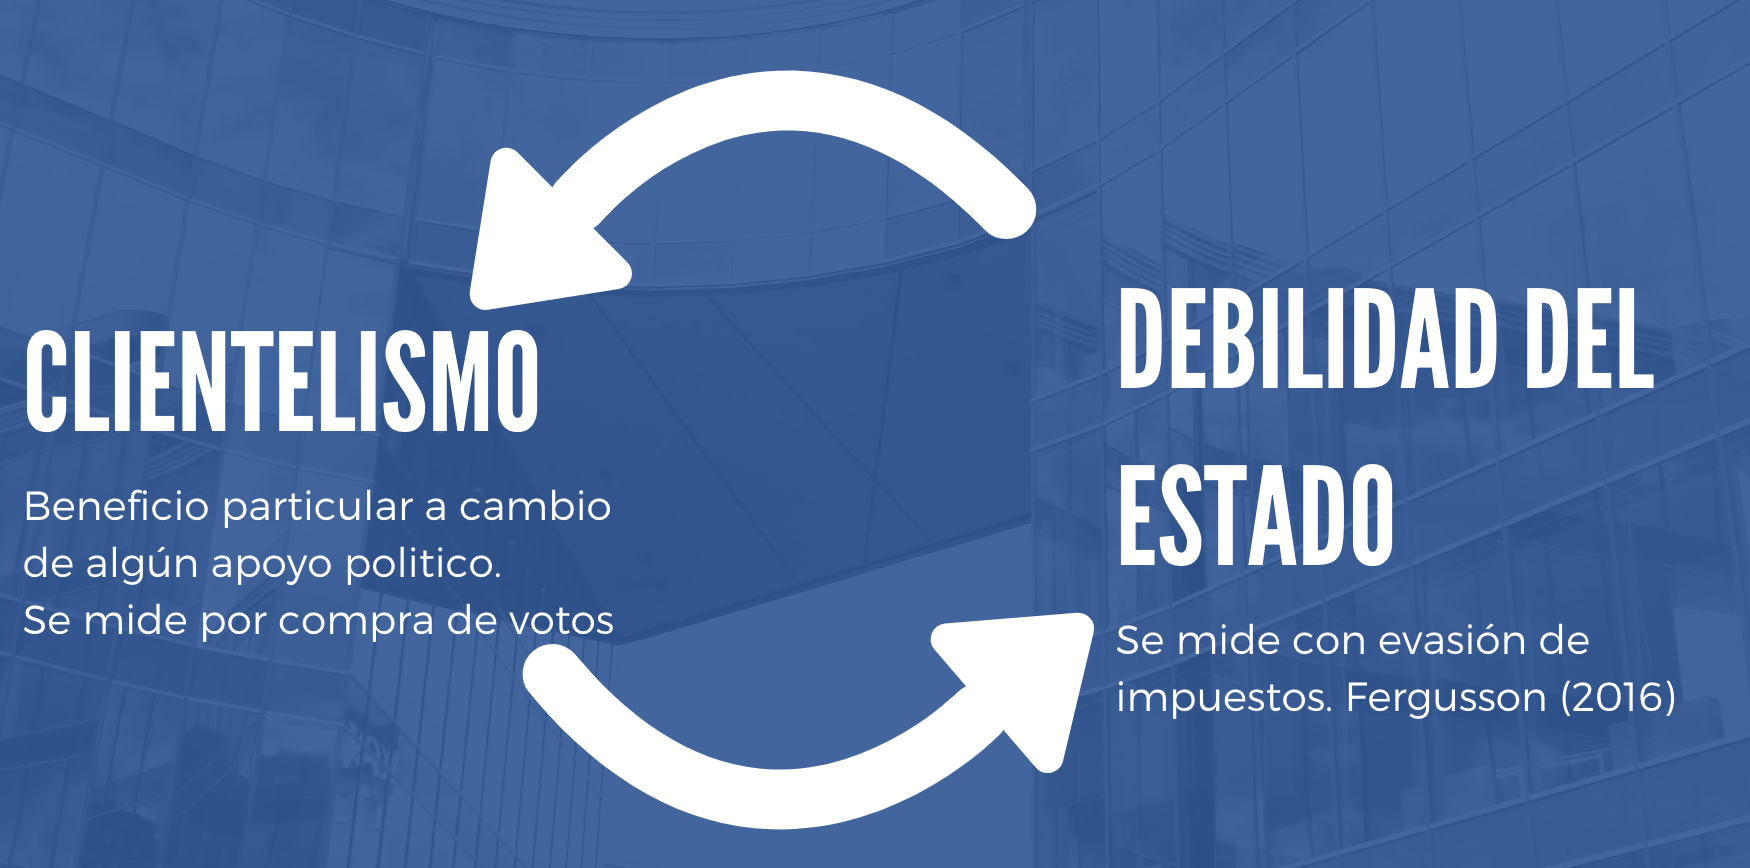 CLIENTELISMO
Beneficio particular a cambio
de algún apoyo politico.
Se mide por compra de votos
DEBILIDAD DEL
ESTADO
Se mide con evasión de
impuestos. Fergusson (2016)